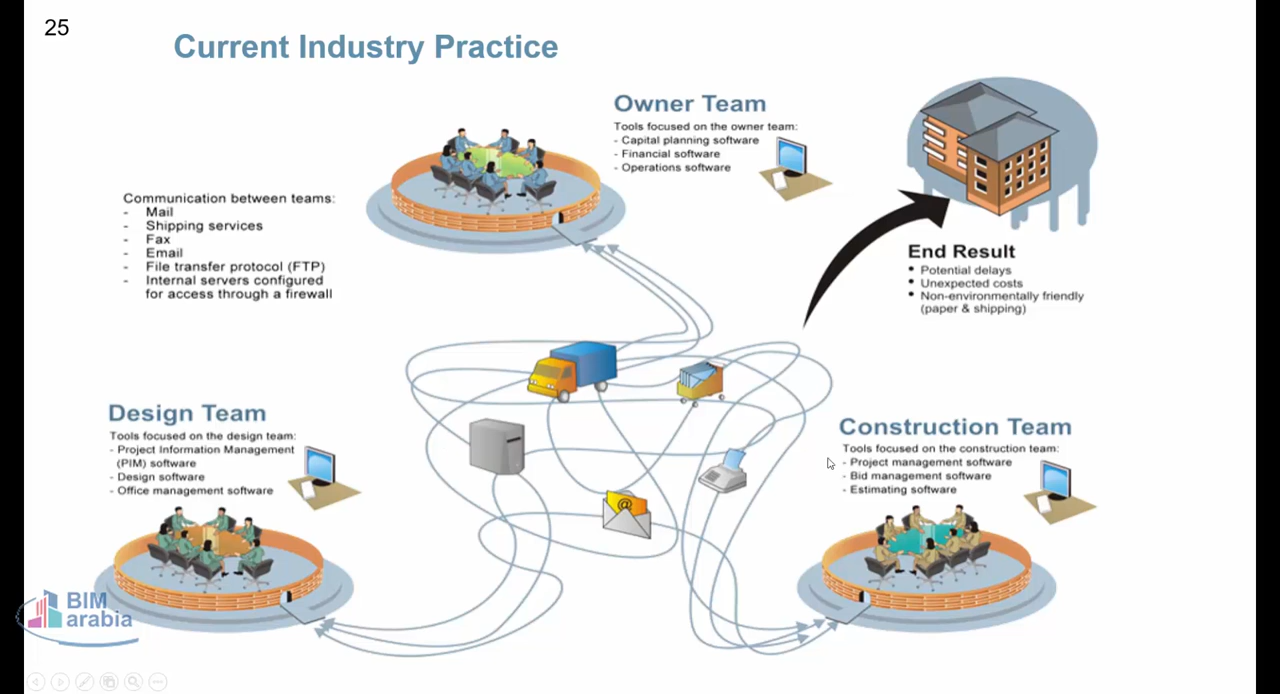 25
Current Industry Practice
Owner Team
Tools focused on the owner team:
- Capital planning software
- Financial software
- Operations software
Communication between teams:
- Mail
- Shipping services
- Fax
- Email
- File transfer protocol (FTP)
- Internal servers configured
for access through a firewall
End Result
• Potential delays
• Unexpected costs
• Non-environmentally friendly
(paper & shipping)
Design Team
Tools focused on the design team:
- Project Information Management
(PIM) software
- Design software
- Office management software
Construction Team
Tools focused on the construction team:
- Project management software
- Bid management software
- Estimating software
@
BIM
arabia